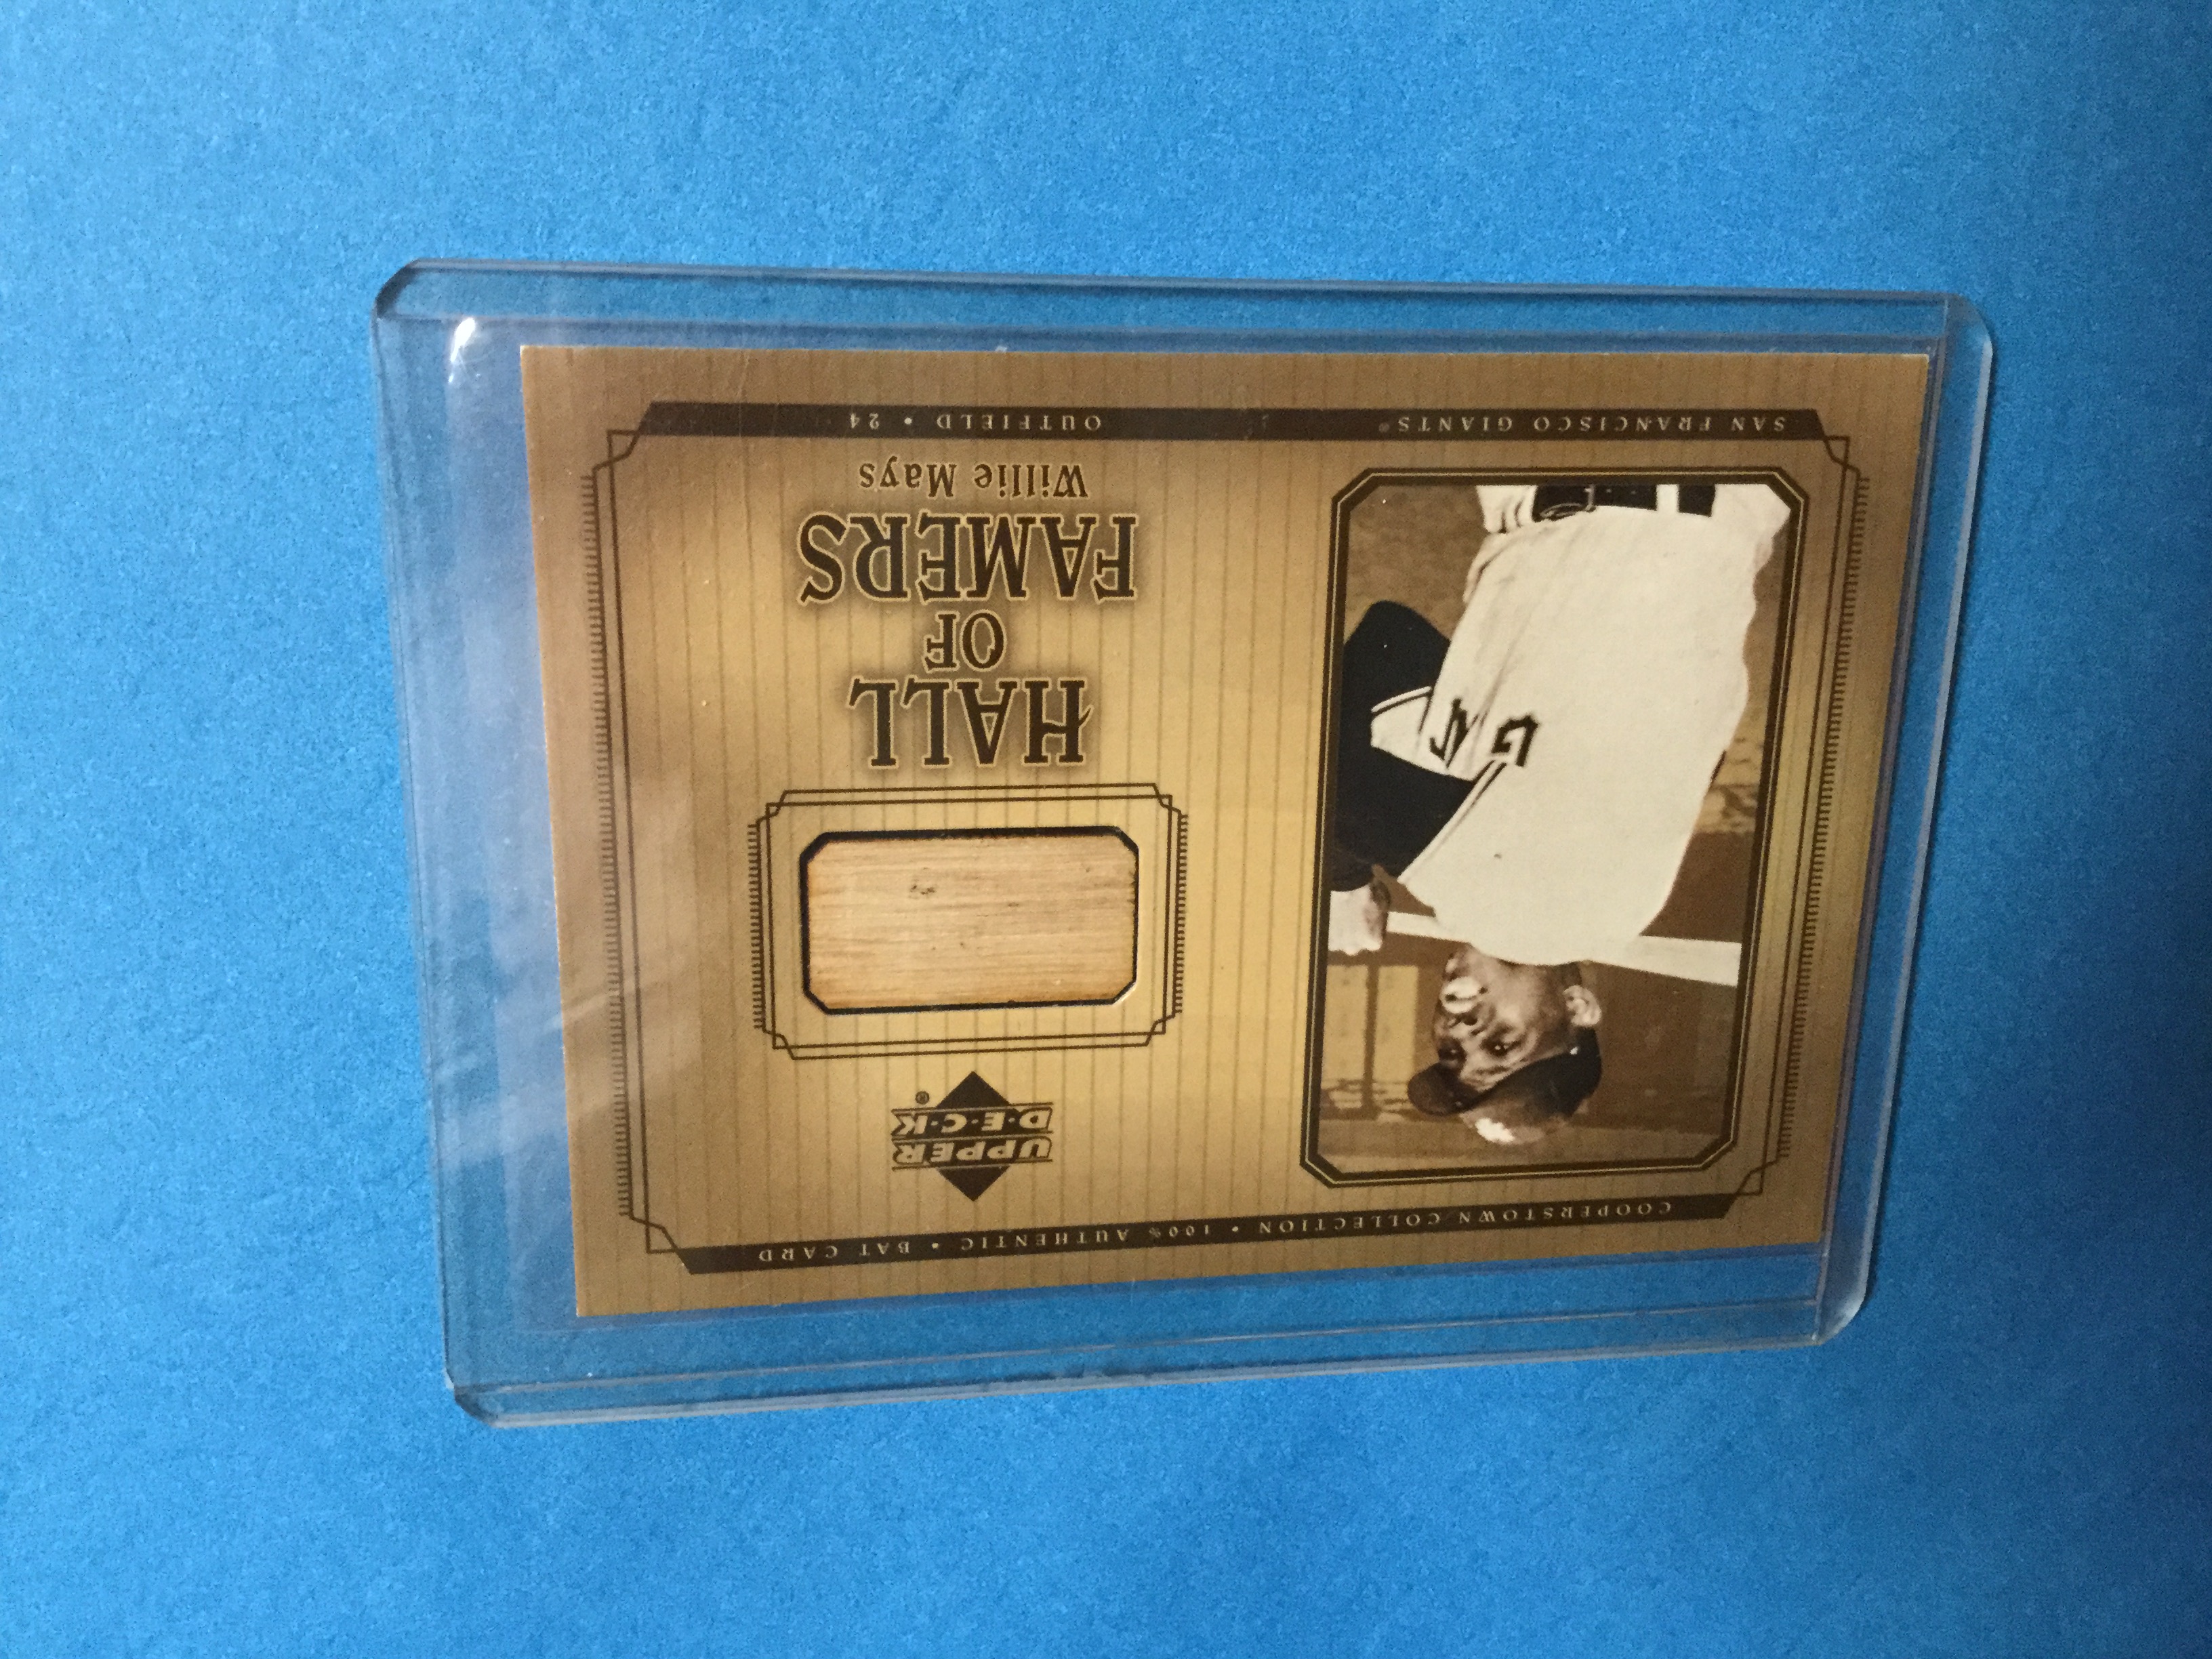 COOPERSTOWN COLLECTION • 100% AUTHENTIC • BAT CARD
UPPER
D·E·C·K®
HALL
OF
FAMERS
Willie Mays
SAN FRANCISCO GIANTS® OUTFIELD • 24